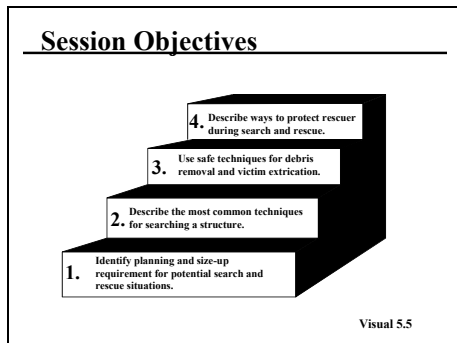 Session Objectives
4. Describe ways to protect rescuer
during search and rescue.
3. Use safe techniques for debris
removal and victim extrication.
2. Describe the most common techniques
for searching a structure.
1. Identify planning and size-up
requirement for potential search and
rescue situations.
Visual 5.5